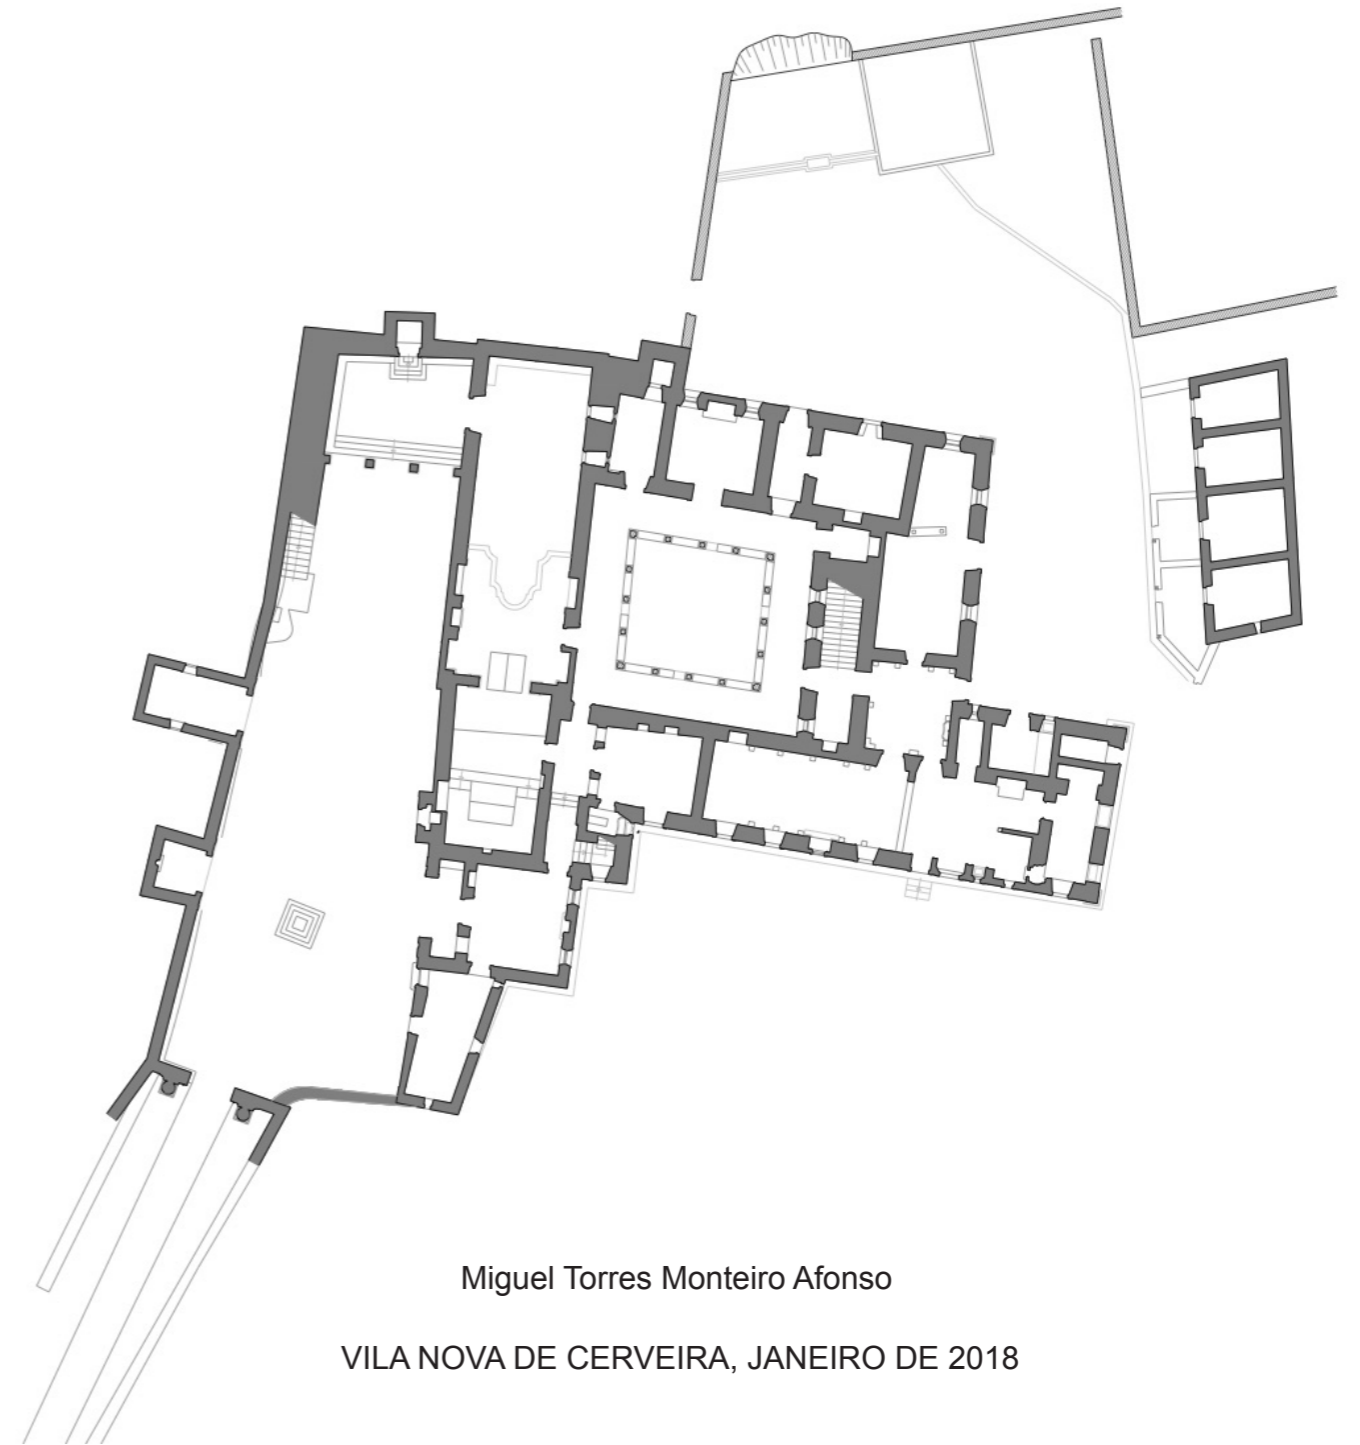 Miguel Torres Monteiro Afonso
VILA NOVA DE CERVEIRA, JANEIRO DE 2018